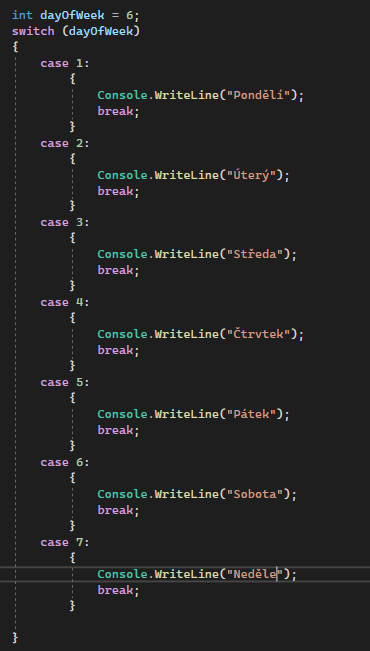 int dayOfWeek = 6;
switch (dayOfWeek)
{
    case 1:
        {
            Console.WriteLine("Pondělí");
            break;
        }
    case 2:
        {
            Console.WriteLine("Úterý");
            break;
        }
    case 3:
        {
            Console.WriteLine("Středa");
            break;
        }
    case 4:
        {
            Console.WriteLine("Čtrvtek");
            break;
        }
    case 5:
        {
            Console.WriteLine("Pátek");
            break;
        }
    case 6:
        {
            Console.WriteLine("Sobota");
            break;
        }
    case 7:
        {
            Console.WriteLine("Neděle");
            break;
        }
}